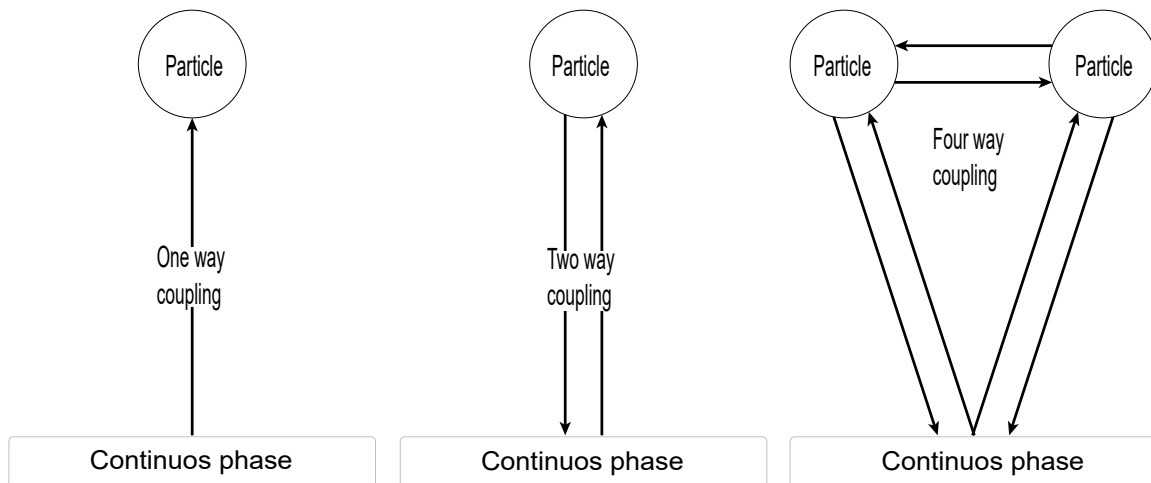 Particle
One way
coupling
Continuos phase
Particle
Two way
coupling
Continuos phase
Particle
Particle
Four way
coupling
Continuos phase